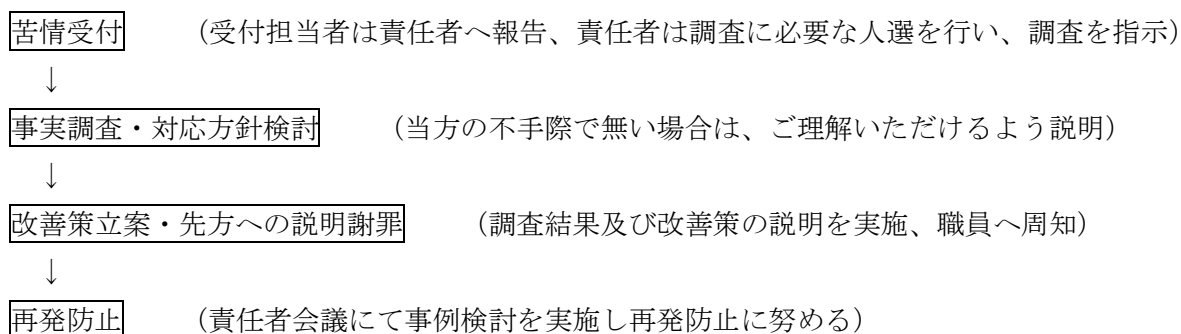 苦情受付　　（受付担当者は責任者へ報告、責任者は調査に必要な人選を行い、調査を指示）
↓
事実調査・対応方針検討　　（当方の不手際で無い場合は、ご理解いただけるよう説明）
↓
改善策立案・先方への説明謝罪　　（調査結果及び改善策の説明を実施、職員へ周知）
↓
再発防止　　（責任者会議にて事例検討を実施し再発防止に努める）